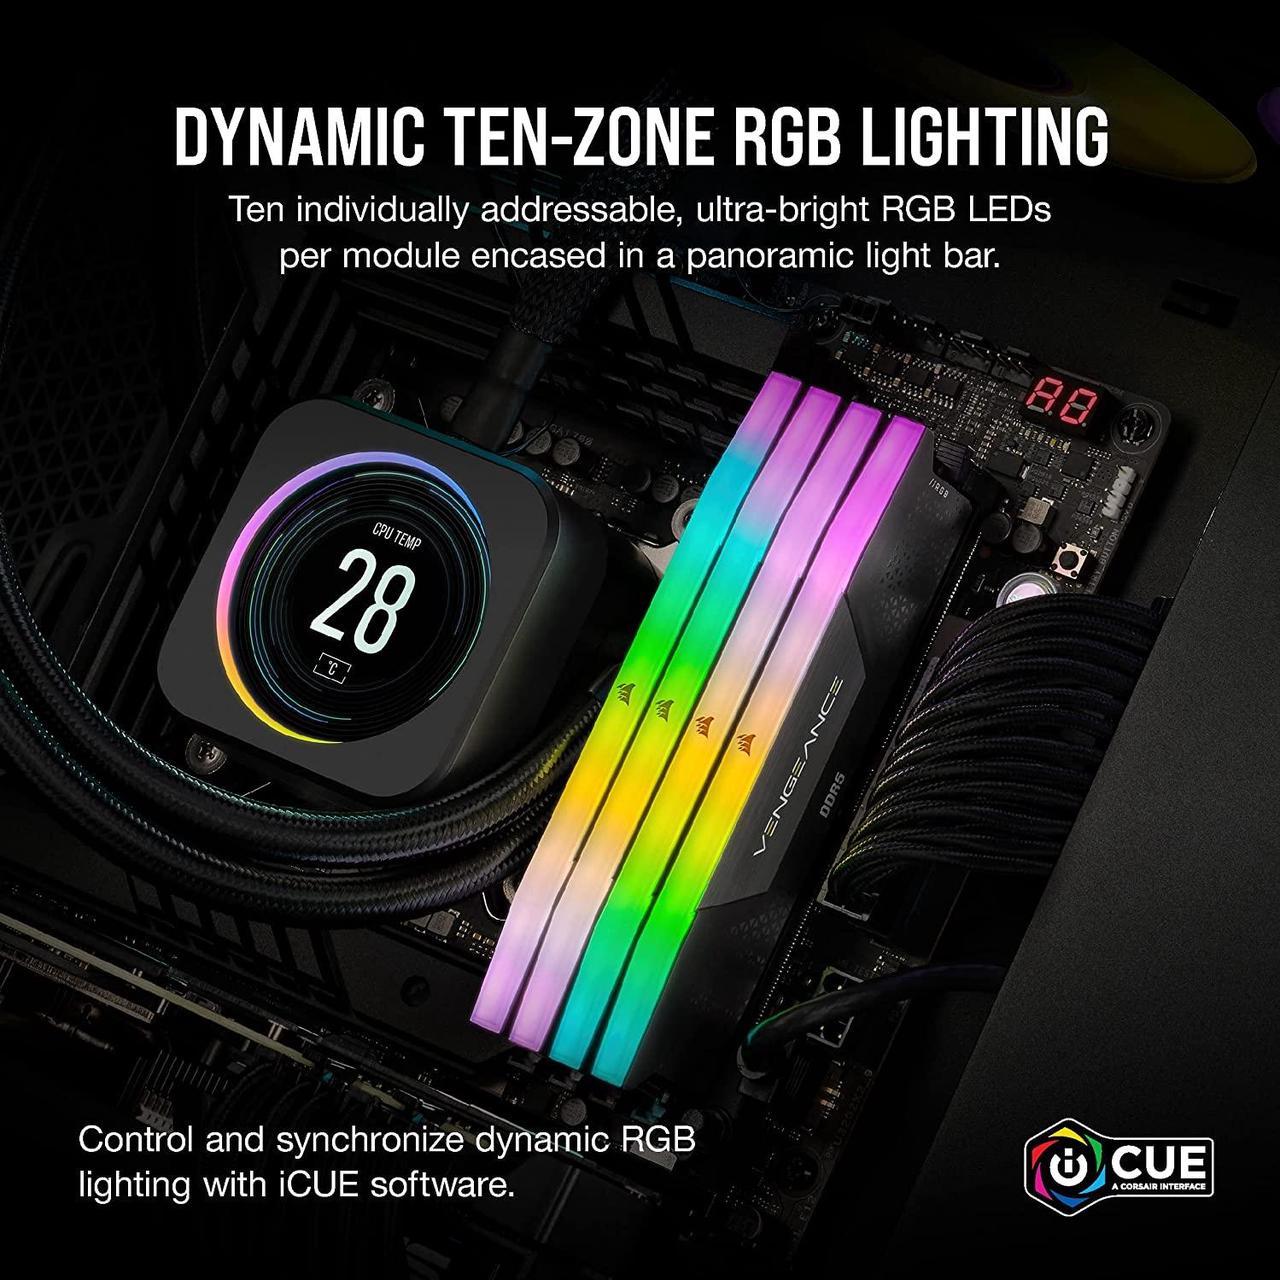 DYNAMIC TEN-ZONE RGB LIGHTING
Ten individually addressable, ultra-bright RGB LEDs
per module encased in a panoramic light bar.
A8
CPU TEMP
28
°C
VENGEANCE
DDR5
Control and synchronize dynamic RGB
lighting with iCUE software.
iCUE
A CORSAIR INTERFACE